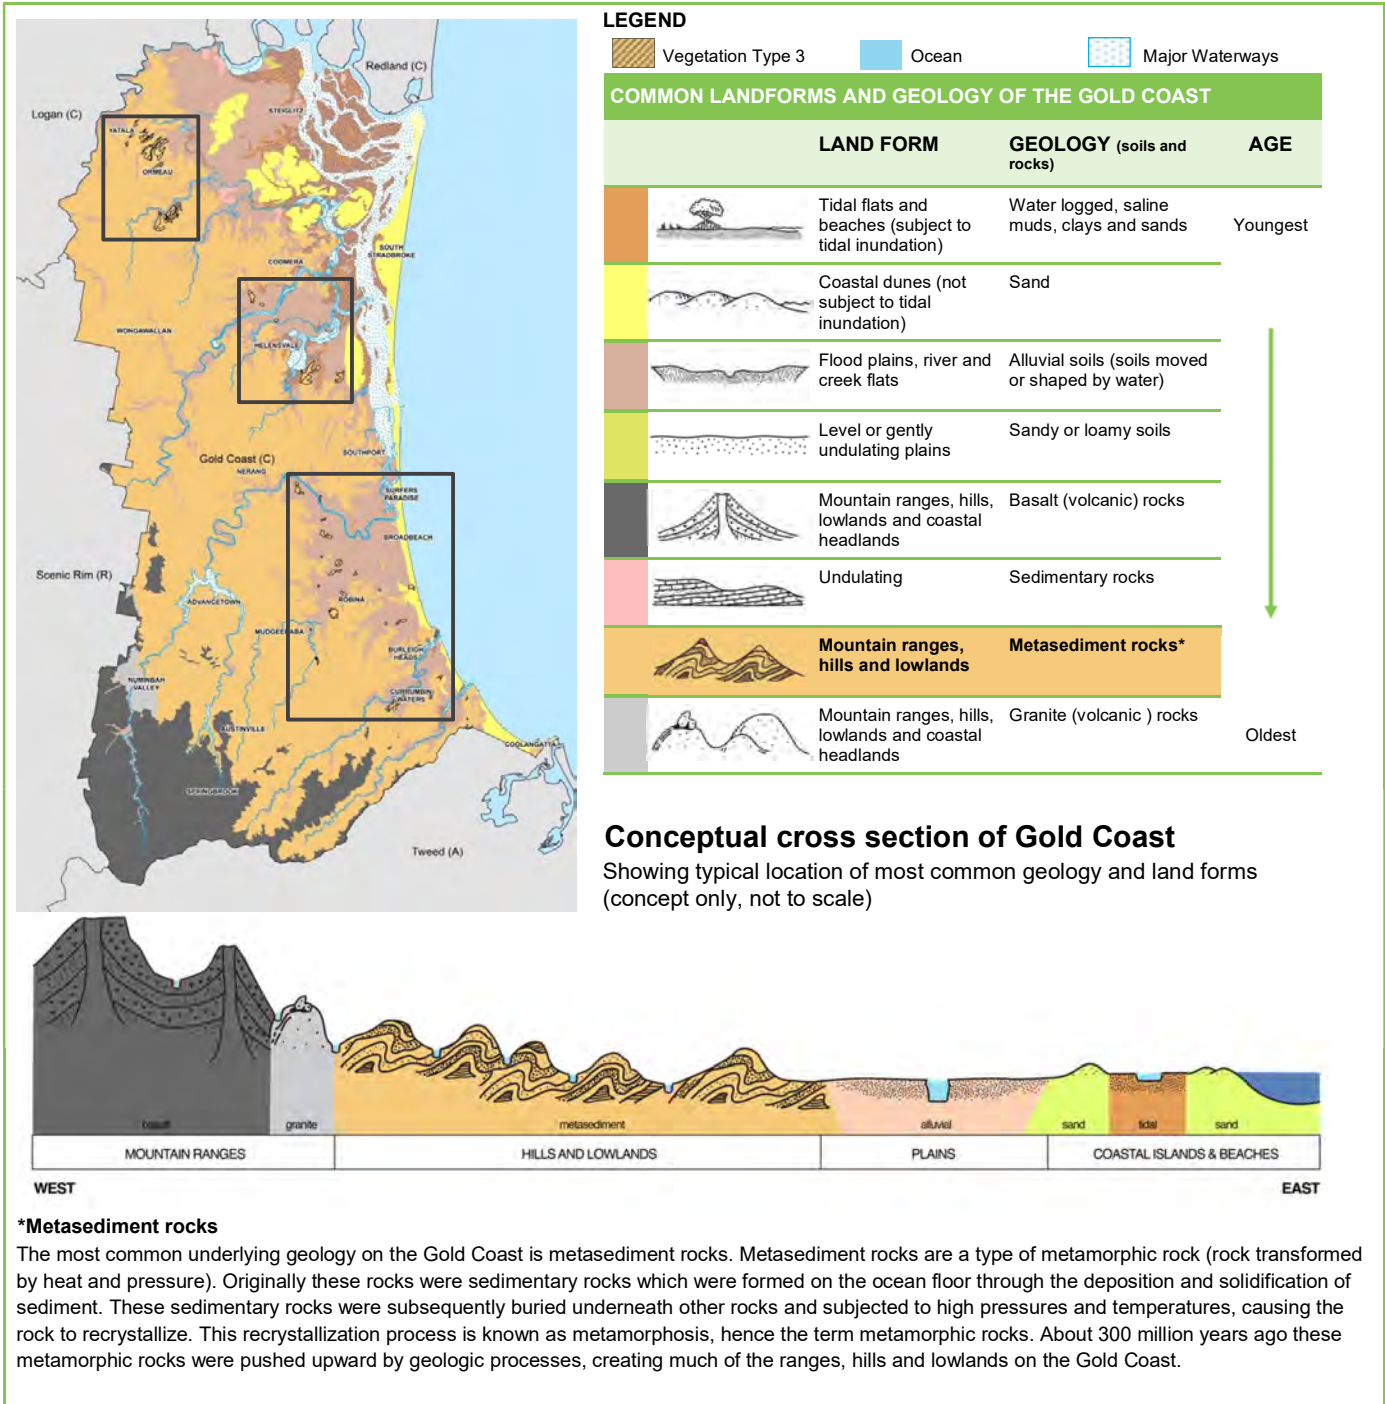 LEGEND
Vegetation Type 3
Ocean
Major Waterways
COMMON LANDFORMS AND GEOLOGY OF THE GOLD COAST
LAND FORM
GEOLOGY (soils and rocks)
AGE
Tidal flats and
beaches (subject to
tidal inundation)
Water logged, saline
muds, clays and sands
Youngest
Coastal dunes (not
subject to tidal
inundation)
Sand
Flood plains, river and
creek flats
Alluvial soils (soils moved
or shaped by water)
Level or gently
undulating plains
Sandy or loamy soils
Mountain ranges, hills,
lowlands and coastal
headlands
Basalt (volcanic) rocks
Undulating
Sedimentary rocks
Mountain ranges,
hills and lowlands
Metasediment rocks*
Mountain ranges, hills,
lowlands and coastal
headlands
Granite (volcanic ) rocks
Oldest
Redland (C)
Logan (C)
STEIGLITZ
YATALA
ORMEAU
SOUTH
STRADBROKE
COOMERA
WONGAWALLAN
HELENSVALE
SOUTHPORT
Gold Coast (C)
NERANG
SURFERS
PARADISE
BROADBEACH
Scenic Rim (R)
ADVANCETOWN
ROBINA
MUDGEERABA
BURLEIGH
HEADS
NUMINBAH
VALLEY
CURRUMBIN
WATERS
AUSTINVILLE
COOLANGATTA
SPRINGBROOK
Tweed (A)
Conceptual cross section of Gold Coast
Showing typical location of most common geology and land forms
(concept only, not to scale)
basalt
granite
metasediment
alluvial
sand
tidal
sand
MOUNTAIN RANGES
HILLS AND LOWLANDS
PLAINS
COASTAL ISLANDS & BEACHES
WEST
EAST
*Metasediment rocks
The most common underlying geology on the Gold Coast is metasediment rocks. Metasediment rocks are a type of metamorphic rock (rock transformed
by heat and pressure). Originally these rocks were sedimentary rocks which were formed on the ocean floor through the deposition and solidification of
sediment. These sedimentary rocks were subsequently buried underneath other rocks and subjected to high pressures and temperatures, causing the
rock to recrystallize. This recrystallization process is known as metamorphosis, hence the term metamorphic rocks. About 300 million years ago these
metamorphic rocks were pushed upward by geologic processes, creating much of the ranges, hills and lowlands on the Gold Coast.